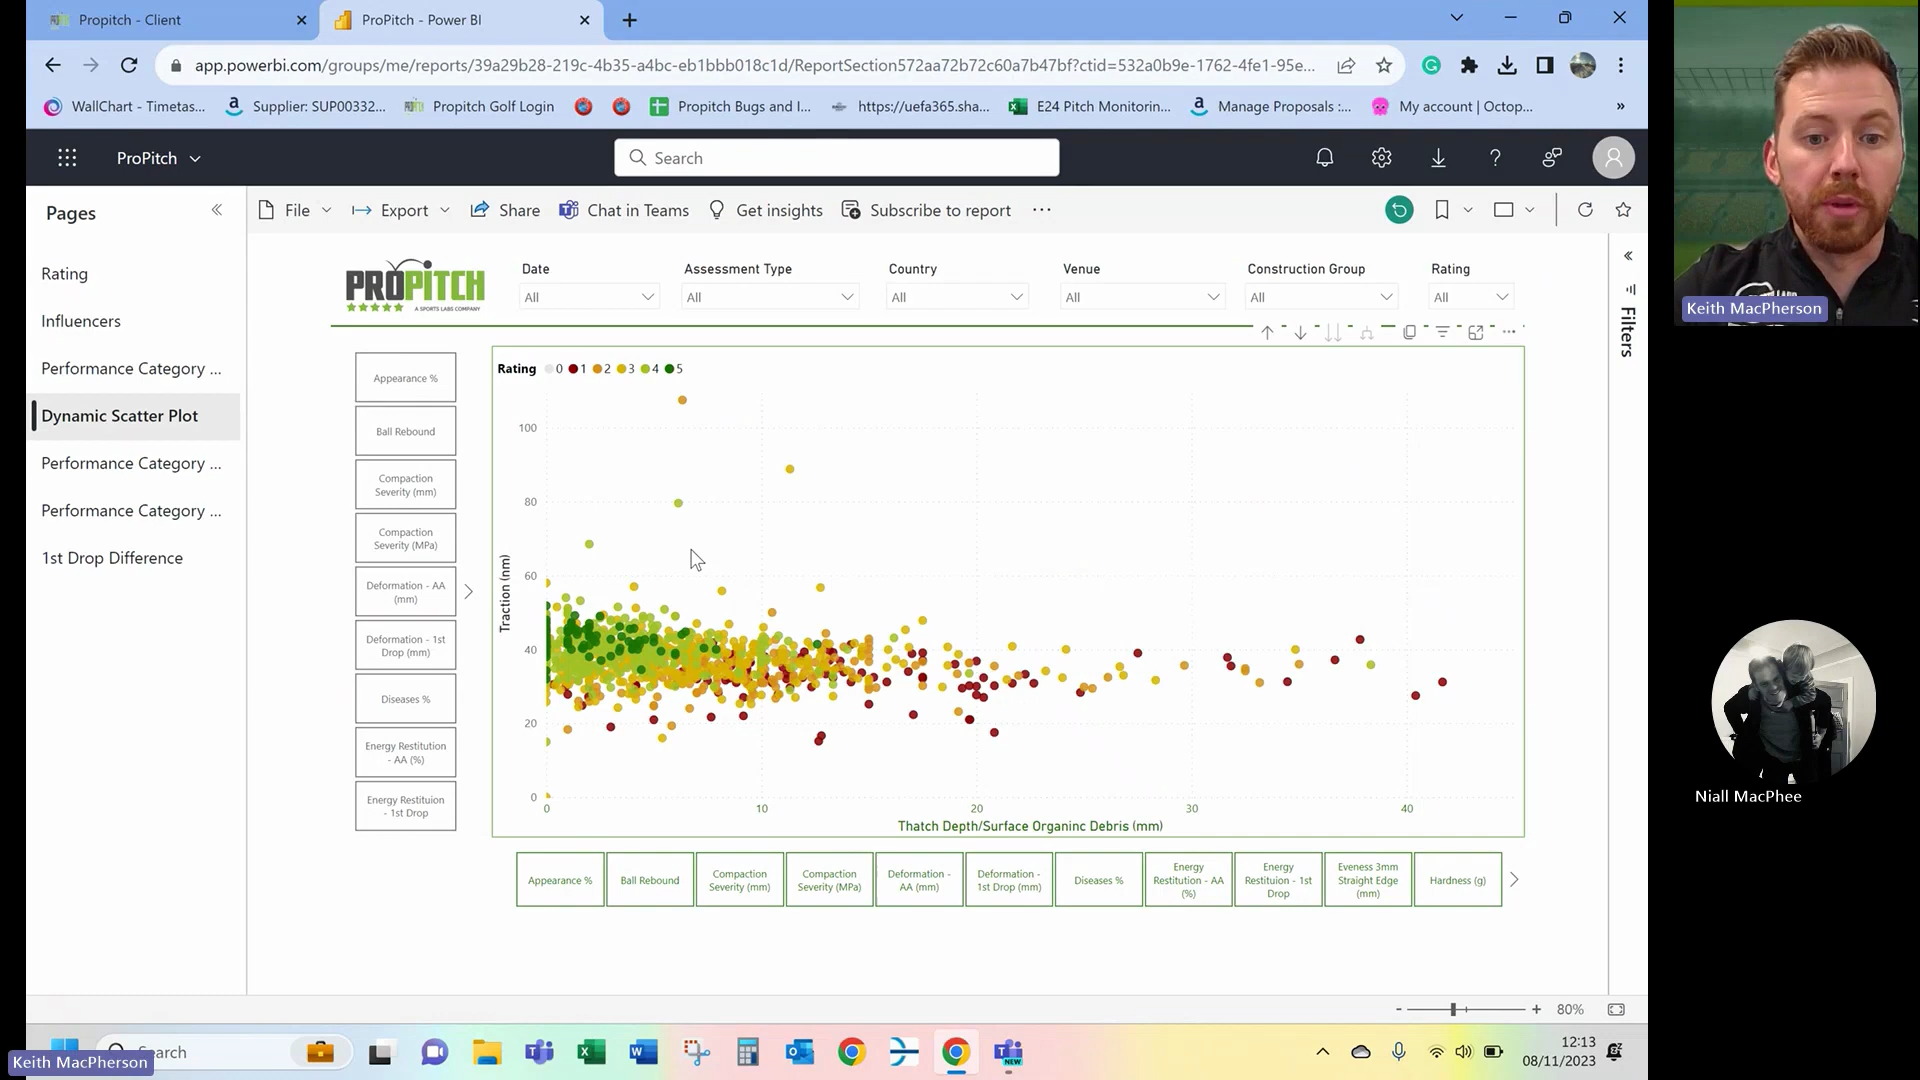 Propitch - Client
ProPitch - Power BI
app.powerbi.com/groups/me/reports/39a29b28-219c-4b35-a4bc-eb1bbb018c1d/ReportSection572aa72b72c60a7b47bf?ctid=532a0b9e-1762-4fe1-95e...
WallChart - Timetas...
Supplier: SUP00332...
Propitch Golf Login
Propitch Bugs and I...
https://uefa365.sha...
E24 Pitch Monitorin...
Manage Proposals :...
My account | Octop...
»
ProPitch
Search
Pages
File
Export
Share
Chat in Teams
Get insights
Subscribe to report
Rating
Influencers
Performance Category ...
Dynamic Scatter Plot
Performance Category ...
Performance Category ...
1st Drop Difference
PROPITCH
A SPORTS LABS COMPANY
Date
Assessment Type
Country
Venue
Construction Group
Rating
All
All
All
All
All
All
Filters
Appearance %
Ball Rebound
Compaction
Severity (mm)
Compaction
Severity (MPa)
Deformation - AA
(mm)
Deformation - 1st
Drop (mm)
Diseases %
Energy Restitution
- AA (%)
Energy Restituion
- 1st Drop
Rating 0 1 2 3 4 5
Traction (nm)
100
80
60
40
20
0
0 10 20 30 40
Thatch Depth/Surface Organinc Debris (mm)
Appearance %
Ball Rebound
Compaction
Severity (mm)
Compaction
Severity (MPa)
Deformation -
AA (mm)
Deformation -
1st Drop (mm)
Diseases %
Energy
Restitution - AA
(%)
Energy
Restituion - 1st
Drop
Eveness 3mm
Straight Edge
(mm)
Hardness (g)
- + 80%
Search
NEW
12:13
08/11/2023
Keith MacPherson
Keith MacPherson
Niall MacPhee